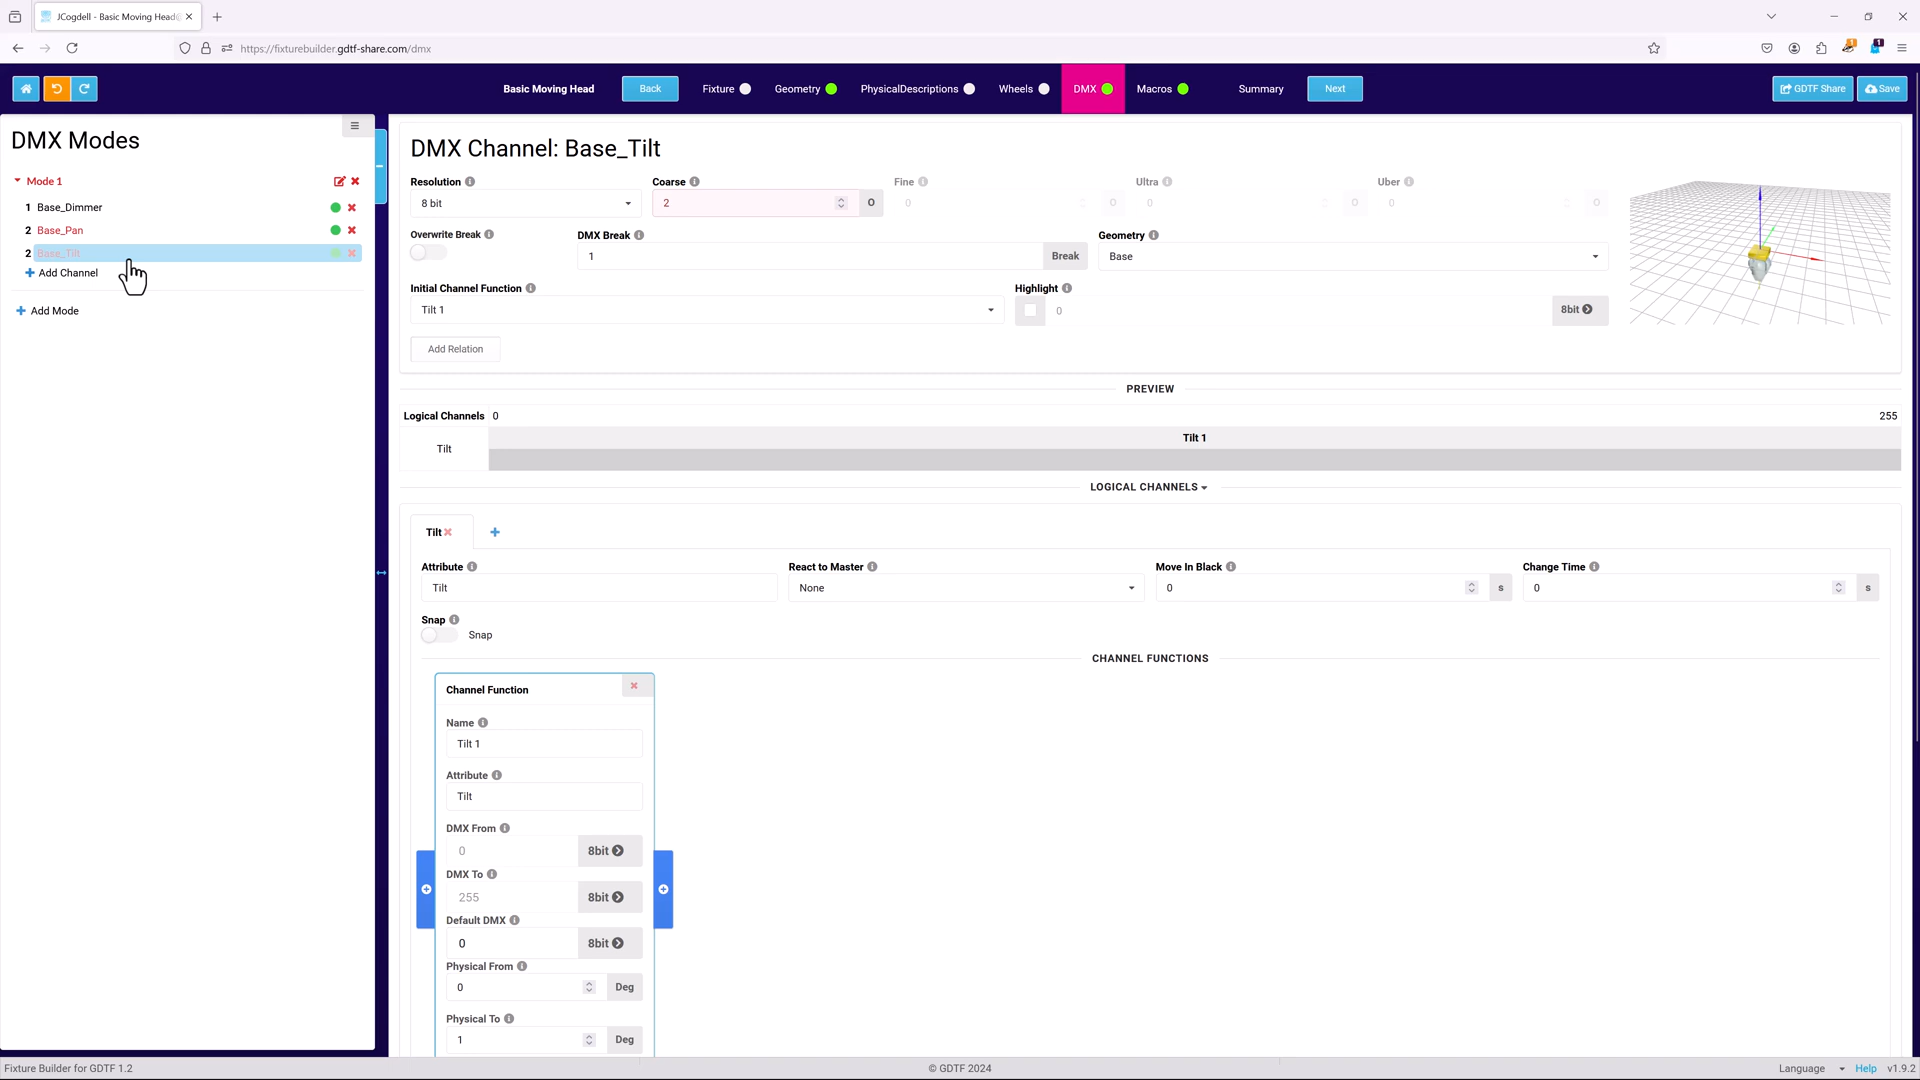 JCogdell - Basic Moving Head@
https://fixturebuilder.gdtf-share.com/dmx
1
1
Basic Moving Head
Back
Fixture
Geometry
PhysicalDescriptions
Wheels
DMX
Macros
Summary
Next
GDTF Share
Save
DMX Modes
Mode 1
1 Base_Dimmer
2 Base_Pan
2 Base_Tilt
Add Channel
Add Mode
DMX Channel: Base_Tilt
Resolution
Coarse
Fine
Ultra
Uber
8 bit
2
O
0
O
0
O
0
O
Overwrite Break
DMX Break
Geometry
1
Break
Base
Initial Channel Function
Highlight
Tilt 1
0
8bit
Add Relation
PREVIEW
Logical Channels 0
255
Tilt
Tilt 1
LOGICAL CHANNELS
Tilt
Attribute
React to Master
Move In Black
Change Time
Tilt
None
0
s
0
s
Snap
Snap
CHANNEL FUNCTIONS
Channel Function
Name
Tilt 1
Attribute
Tilt
DMX From
0
8bit
DMX To
255
8bit
Default DMX
0
8bit
Physical From
0
Deg
Physical To
1
Deg
Fixture Builder for GDTF 1.2
© GDTF 2024
Language
Help
v1.9.2